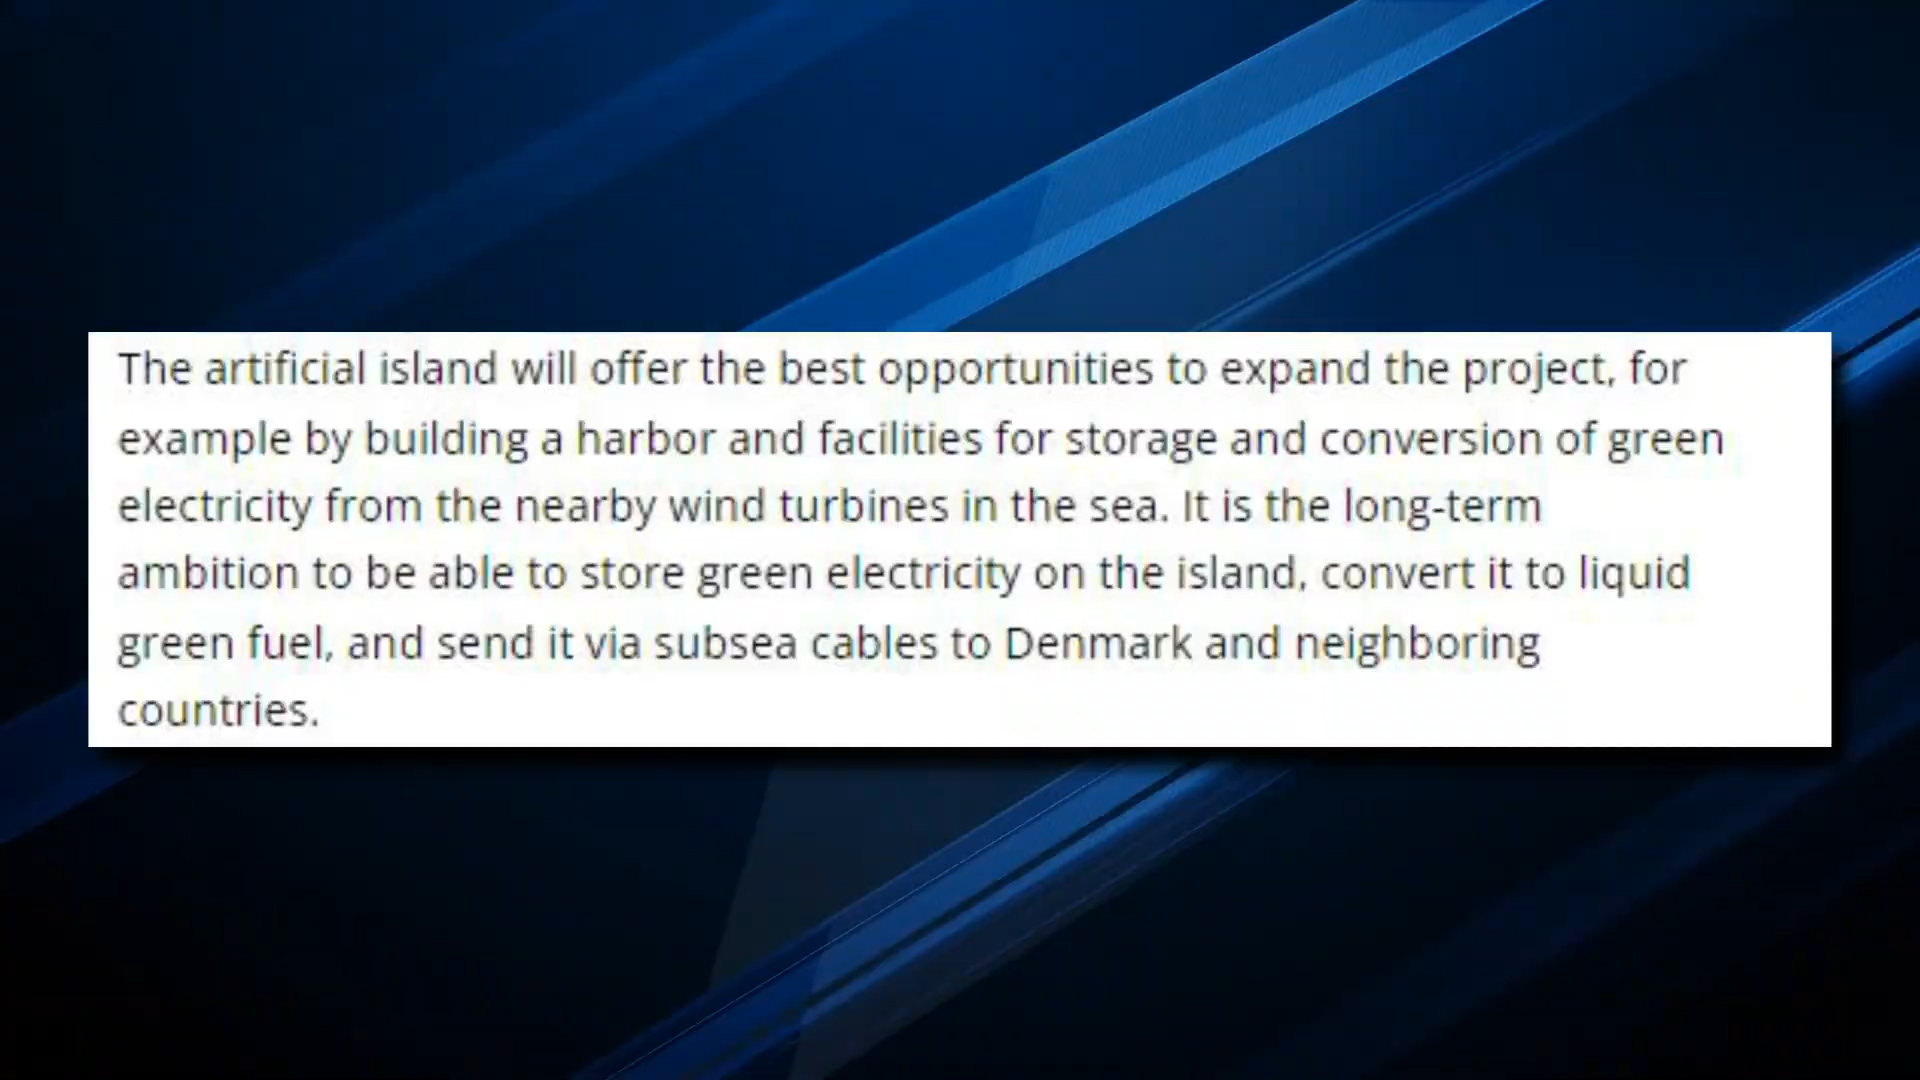 The artificial island will offer the best opportunities to expand the project, for
example by building a harbor and facilities for storage and conversion of green
electricity from the nearby wind turbines in the sea. It is the long-term
ambition to be able to store green electricity on the island, convert it to liquid
green fuel, and send it via subsea cables to Denmark and neighboring
countries.